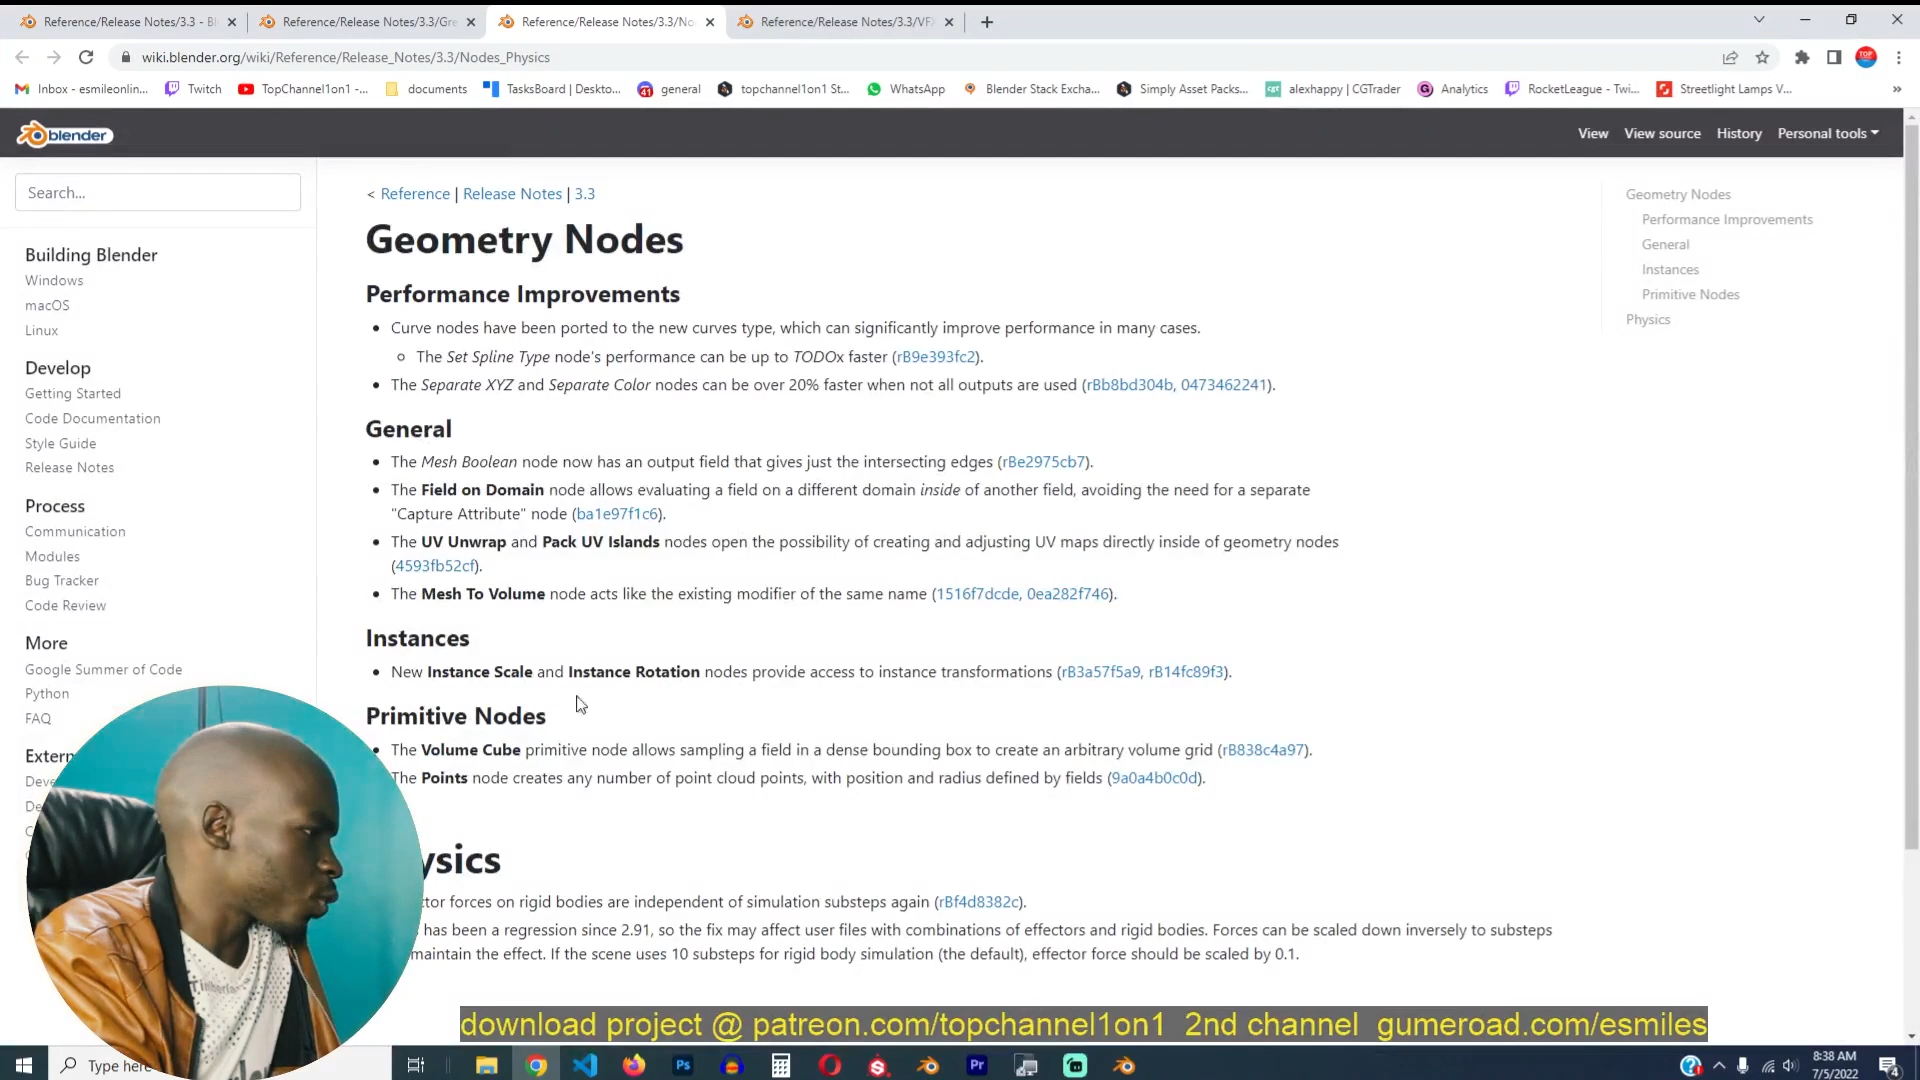 Reference/Release Notes/3.3 - Bl
Reference/Release Notes/3.3/Gre
Reference/Release Notes/3.3/No
Reference/Release Notes/3.3/VFX
wiki.blender.org/wiki/Reference/Release_Notes/3.3/Nodes_Physics
Inbox - esmileonlin...
Twitch
TopChannel1on1 -...
documents
TasksBoard | Deskto...
general
topchannel1on1 St...
WhatsApp
Blender Stack Excha...
Simply Asset Packs...
alexhappy | CGTrader
Analytics
RocketLeague - Twi...
Streetlight Lamps V...
»
blender
View
View source
History
Personal tools
Search...
Building Blender
Windows
macOS
Linux
Develop
Getting Started
Code Documentation
Style Guide
Release Notes
Process
Communication
Modules
Bug Tracker
Code Review
More
Google Summer of Code
Python
FAQ
Extern
Deve
De
< Reference | Release Notes | 3.3
Geometry Nodes
Performance Improvements
Curve nodes have been ported to the new curves type, which can significantly improve performance in many cases.
The Set Spline Type node's performance can be up to TODOx faster (rB9e393fc2).
The Separate XYZ and Separate Color nodes can be over 20% faster when not all outputs are used (rBb8bd304b, 0473462241).
General
The Mesh Boolean node now has an output field that gives just the intersecting edges (rBe2975cb7).
The Field on Domain node allows evaluating a field on a different domain inside of another field, avoiding the need for a separate
"Capture Attribute" node (ba1e97f1c6).
The UV Unwrap and Pack UV Islands nodes open the possibility of creating and adjusting UV maps directly inside of geometry nodes
(4593fb52cf).
The Mesh To Volume node acts like the existing modifier of the same name (1516f7dcde, 0ea282f746).
Instances
New Instance Scale and Instance Rotation nodes provide access to instance transformations (rB3a57f5a9, rB14fc89f3).
Primitive Nodes
The Volume Cube primitive node allows sampling a field in a dense bounding box to create an arbitrary volume grid (rB838c4a97).
The Points node creates any number of point cloud points, with position and radius defined by fields (9a0a4b0c0d).
ysics
ctor forces on rigid bodies are independent of simulation substeps again (rBf4d8382c).
has been a regression since 2.91, so the fix may affect user files with combinations of effectors and rigid bodies. Forces can be scaled down inversely to substeps
maintain the effect. If the scene uses 10 substeps for rigid body simulation (the default), effector force should be scaled by 0.1.
Geometry Nodes
Performance Improvements
General
Instances
Primitive Nodes
Physics
download project @ patreon.com/topchannel1on1 2nd channel gumeroad.com/esmiles
Type here
8:38 AM
7/5/2022